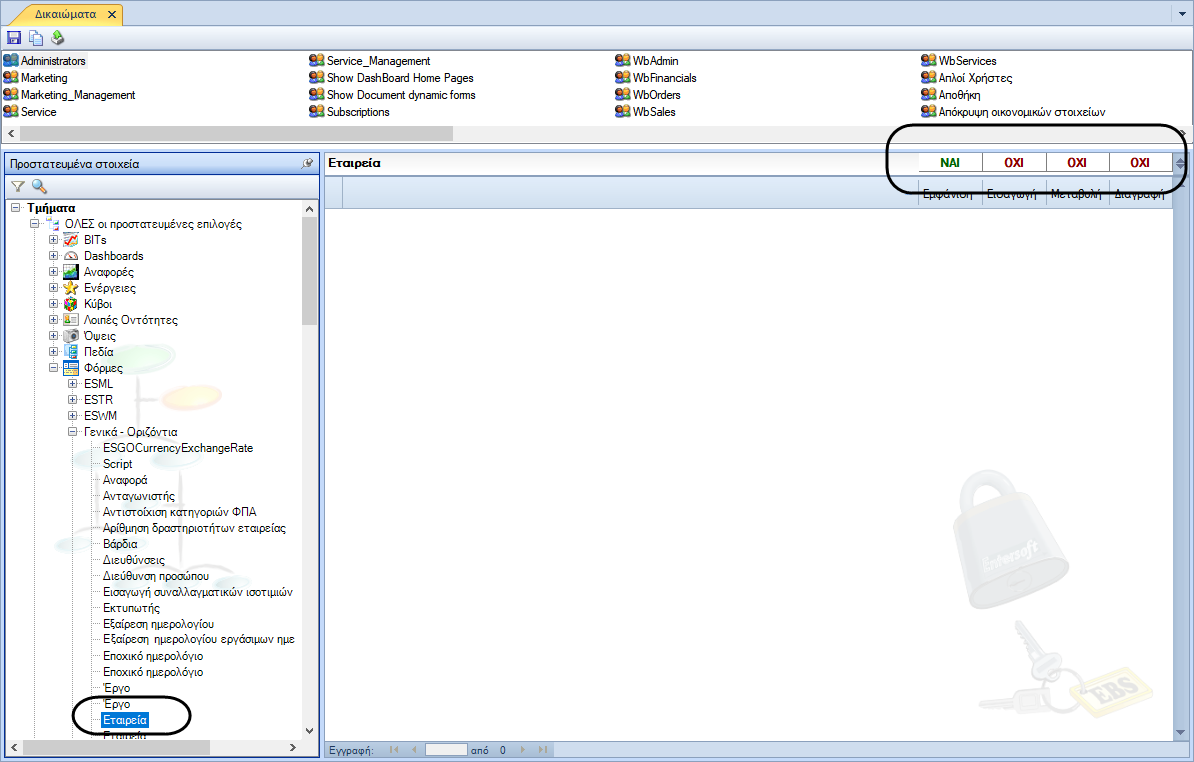 Δικαιώματα
Administrators Service_Management WbAdmin WbServices
Marketing Show DashBoard Home Pages WbFinancials Απλοί Χρήστες
Marketing_Management Show Document dynamic forms WbOrders Αποθήκη
Service Subscriptions WbSales Απόκρυψη οικονομικών στοιχείων
Προστατευμένα στοιχεία
Εταιρεία ΝΑΙ ΟΧΙ ΟΧΙ ΟΧΙ
Εμφάνιση Εισαγωγή Μεταβολή Διαγραφή
Τμήματα
ΟΛΕΣ οι προστατευμένες επιλογές
BITs
Dashboards
Αναφορές
Ενέργειες
Κύβοι
Λοιπές Οντότητες
Όψεις
Πεδία
Φόρμες
ESML
ESTR
ESWM
Γενικά - Οριζόντια
ESGOCurrencyExchangeRate
Script
Αναφορά
Ανταγωνιστής
Αντιστοίχιση κατηγοριών ΦΠΑ
Αρίθμηση δραστηριοτήτων εταιρείας
Βάρδια
Διευθύνσεις
Διεύθυνση προσώπου
Εισαγωγή συναλλαγματικών ισοτιμιών
Εκτυπωτής
Εξαίρεση ημερολογίου
Εξαίρεση ημερολογίου εργάσιμων ημε
Εποχικό ημερολόγιο
Εποχικό ημερολόγιο
Έργο
Έργο
Εταιρεία
Εταιρεία
Entersoft
EBS
Εγγραφή: από 0